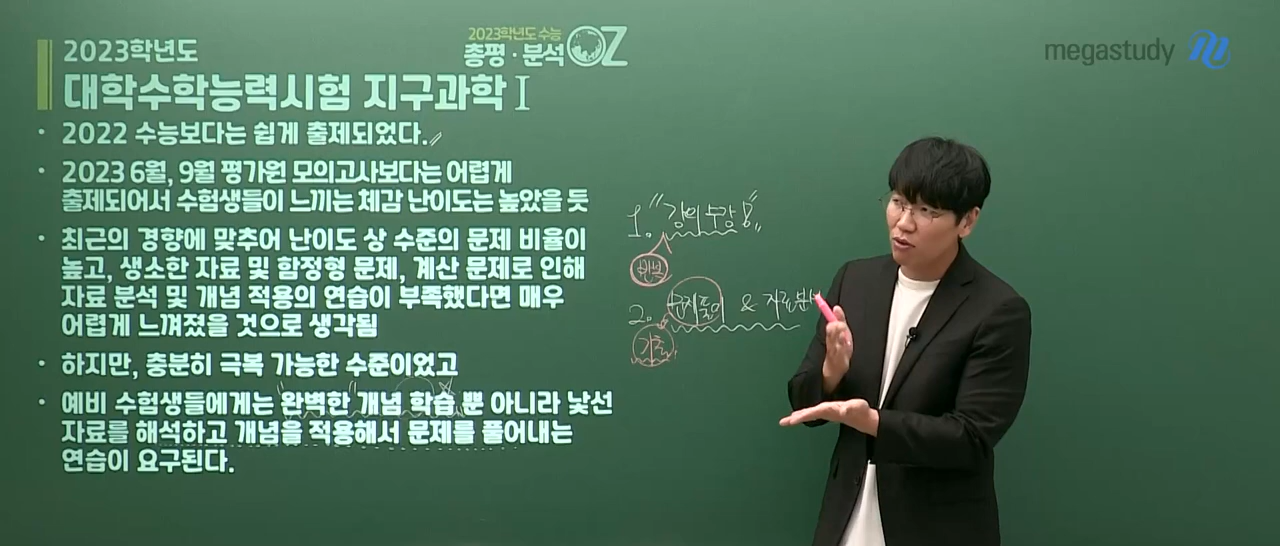 2023학년도
2023학년도 수능
총평·분석 OZ
대학수학능력시험 지구과학Ⅰ
• 2022 수능보다는 쉽게 출제되었다.
• 2023 6월, 9월 평가원 모의고사보다는 어렵게
출제되어서 수험생들이 느끼는 체감 난이도는 높았을 듯
• 최근의 경향에 맞추어 난이도 상 수준의 문제 비율이
높고, 생소한 자료 및 함정형 문제, 계산 문제로 인해
자료 분석 및 개념 적용의 연습이 부족했다면 매우
어렵게 느껴졌을 것으로 생각됨
• 하지만, 충분히 극복 가능한 수준이었고
• 예비 수험생들에게는 "완벽한" 개념 학습 뿐 아니라 낯선
자료를 해석하고 개념을 적용해서 문제를 풀어내는
연습이 요구된다.
megastudy
1. "강의 수강
2. 문제풀이 & 자료분석
기출